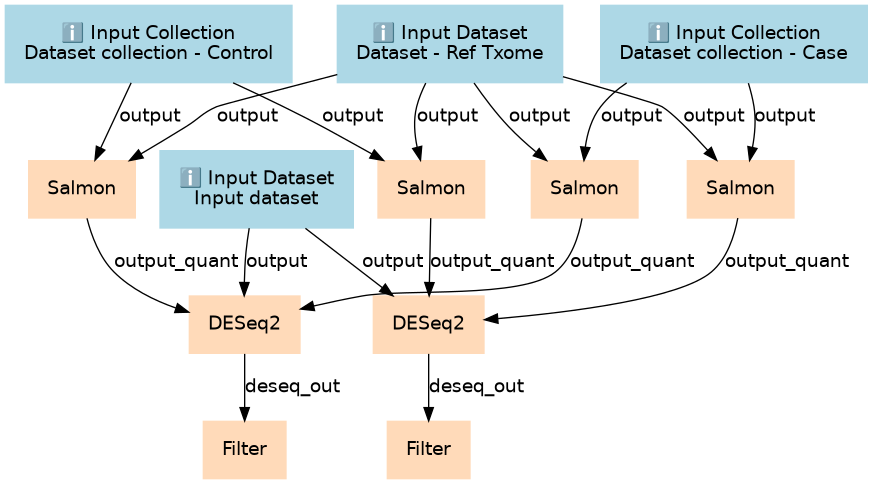 ℹ️ Input Collection
Dataset collection - Control
ℹ️ Input Dataset
Dataset - Ref Txome
ℹ️ Input Collection
Dataset collection - Case
output
output
output
output
output
output
output
output
Salmon
ℹ️ Input Dataset
Input dataset
Salmon
Salmon
Salmon
output_quant
output
output
output_quant
output_quant
output_quant
DESeq2
DESeq2
deseq_out
deseq_out
Filter
Filter